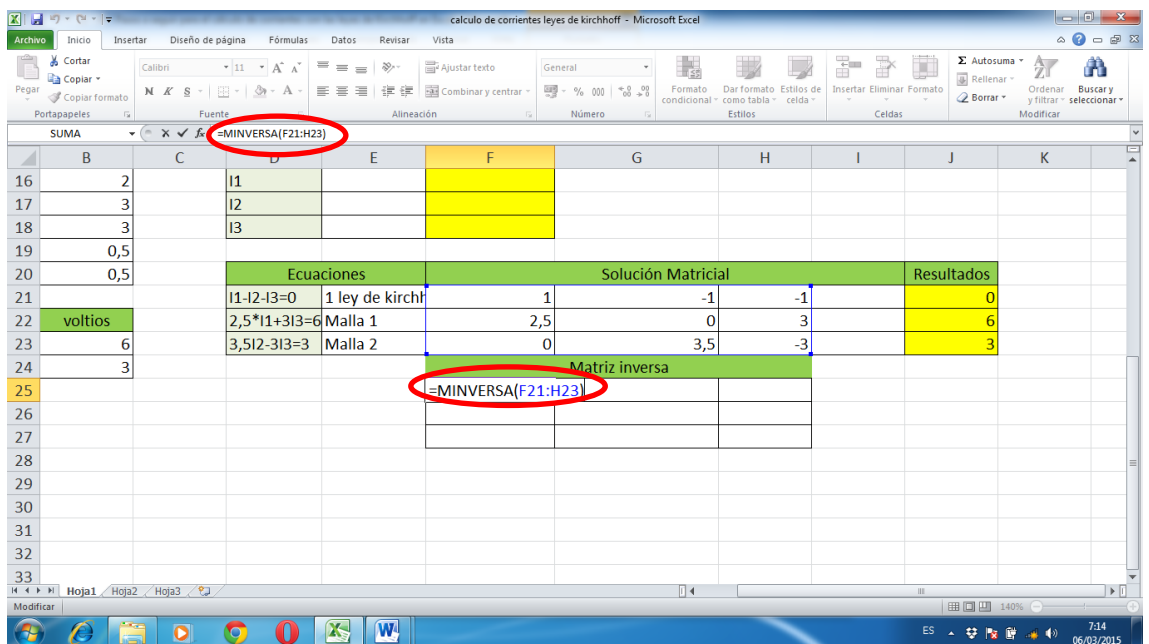 calculo de corrientes leyes de kirchhoff - Microsoft Excel
Archivo Inicio Insertar Diseño de página Fórmulas Datos Revisar Vista
Pegar
Cortar
Copiar
Copiar formato
Portapapeles
Calibri 11 A A
N K S A
Fuente
Ajustar texto
Combinar y centrar
Alineación
General
% 000
Número
Formato condicional
Dar formato como tabla
Estilos de celda
Estilos
Insertar Eliminar Formato
Celdas
Σ Autosuma
Rellenar
Borrar
Ordenar y filtrar
Buscar y seleccionar
Modificar
SUMA fx =MINVERSA(F21:H23)
B C D E F G H I J K
16 2 I1
17 3 I2
18 3 I3
19 0,5
20 0,5 Ecuaciones Solución Matricial Resultados
21 I1-I2-I3=0 1 ley de kirchh 1 -1 -1 0
22 voltios 2,5*I1+3I3=6 Malla 1 2,5 0 3 6
23 6 3,5I2-3I3=3 Malla 2 0 3,5 -3 3
24 3 Matriz inversa
25 =MINVERSA(F21:H23)
26
27
28
29
30
31
32
33
Hoja1 Hoja2 Hoja3
Modificar 140%
ES 7:14
06/03/2015